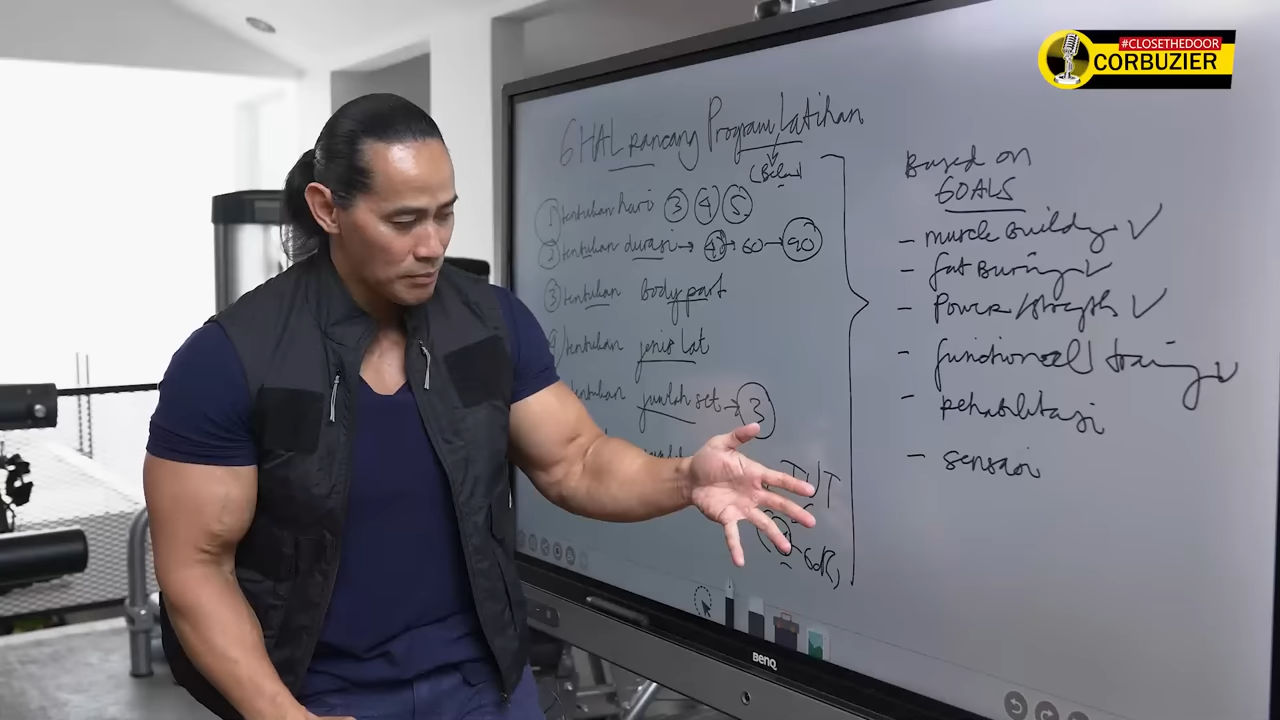 #CLOSETHEDOOR
CORBUZIER
6 HAL rancang Program Latihan
1 tentukan hari 3 4 5
2 tentukan durasi → 45 → 60 → 90
3 tentukan Body part
4 tentukan jenis lat
tentukan jumlah set → 3
TUT
Based on
GOALS
- muscle Building ✓
- fat Burning ✓
- Power/strength ✓
- functional training ✓
- Rehabilitasi
-
BenQ